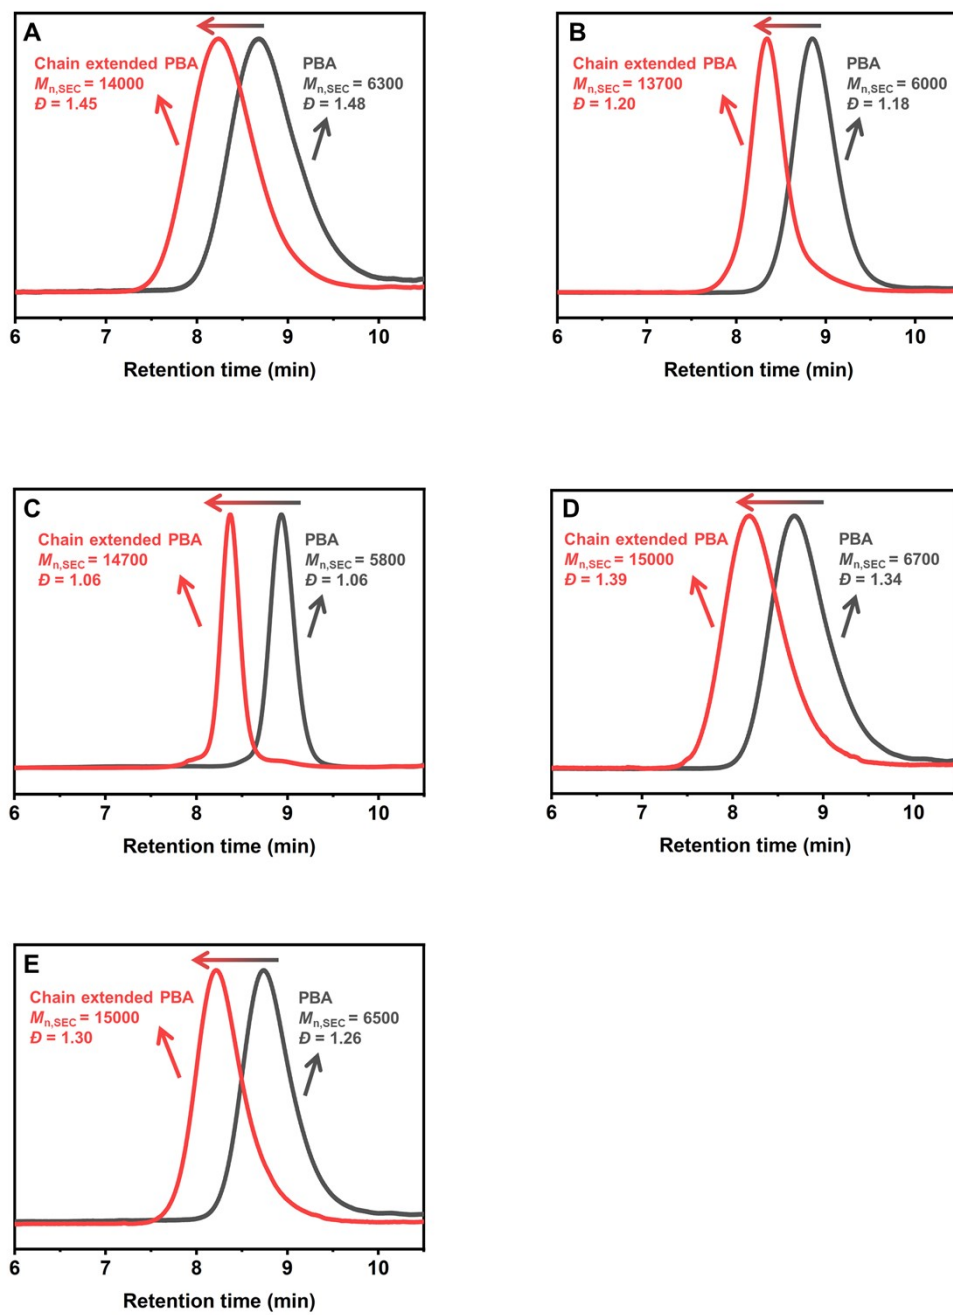 A
Chain extended PBA
Mn,SEC = 14000
Đ = 1.45
PBA
Mn,SEC = 6300
Đ = 1.48
6 7 8 9 10
Retention time (min)
B
Chain extended PBA
Mn,SEC = 13700
Đ = 1.20
PBA
Mn,SEC = 6000
Đ = 1.18
6 7 8 9 10
Retention time (min)
C
Chain extended PBA
Mn,SEC = 14700
Đ = 1.06
PBA
Mn,SEC = 5800
Đ = 1.06
6 7 8 9 10
Retention time (min)
D
Chain extended PBA
Mn,SEC = 15000
Đ = 1.39
PBA
Mn,SEC = 6700
Đ = 1.34
6 7 8 9 10
Retention time (min)
E
Chain extended PBA
Mn,SEC = 15000
Đ = 1.30
PBA
Mn,SEC = 6500
Đ = 1.26
6 7 8 9 10
Retention time (min)